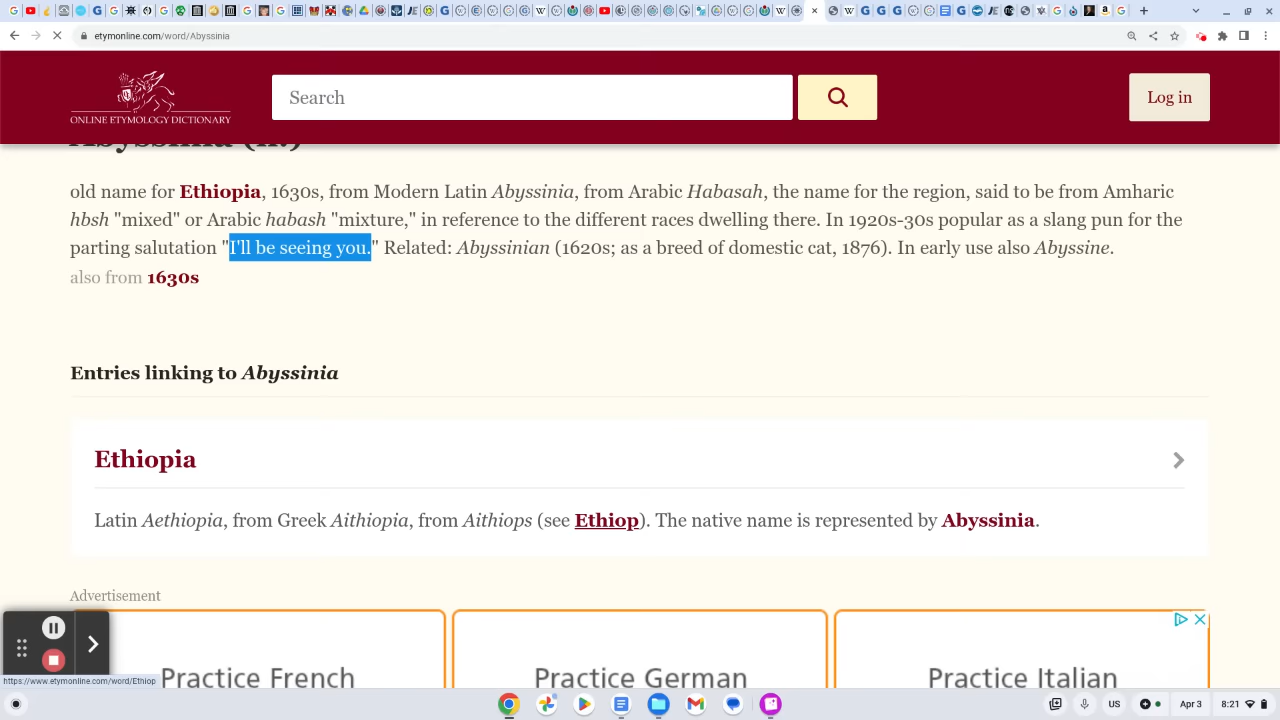 etymonline.com/word/Abyssinia
ONLINE ETYMOLOGY DICTIONARY
Search
Log in
Abyssinia (n.)
old name for Ethiopia, 1630s, from Modern Latin Abyssinia, from Arabic Habasah, the name for the region, said to be from Amharic
hbsh "mixed" or Arabic habash "mixture," in reference to the different races dwelling there. In 1920s-30s popular as a slang pun for the
parting salutation "I'll be seeing you." Related: Abyssinian (1620s; as a breed of domestic cat, 1876). In early use also Abyssine.
also from 1630s
Entries linking to Abyssinia
Ethiopia
Latin Aethiopia, from Greek Aithiopia, from Aithiops (see Ethiop). The native name is represented by Abyssinia.
Advertisement
Practice French
Practice German
Practice Italian
https://www.etymonline.com/word/Ethiop
US
Apr 3
8:21